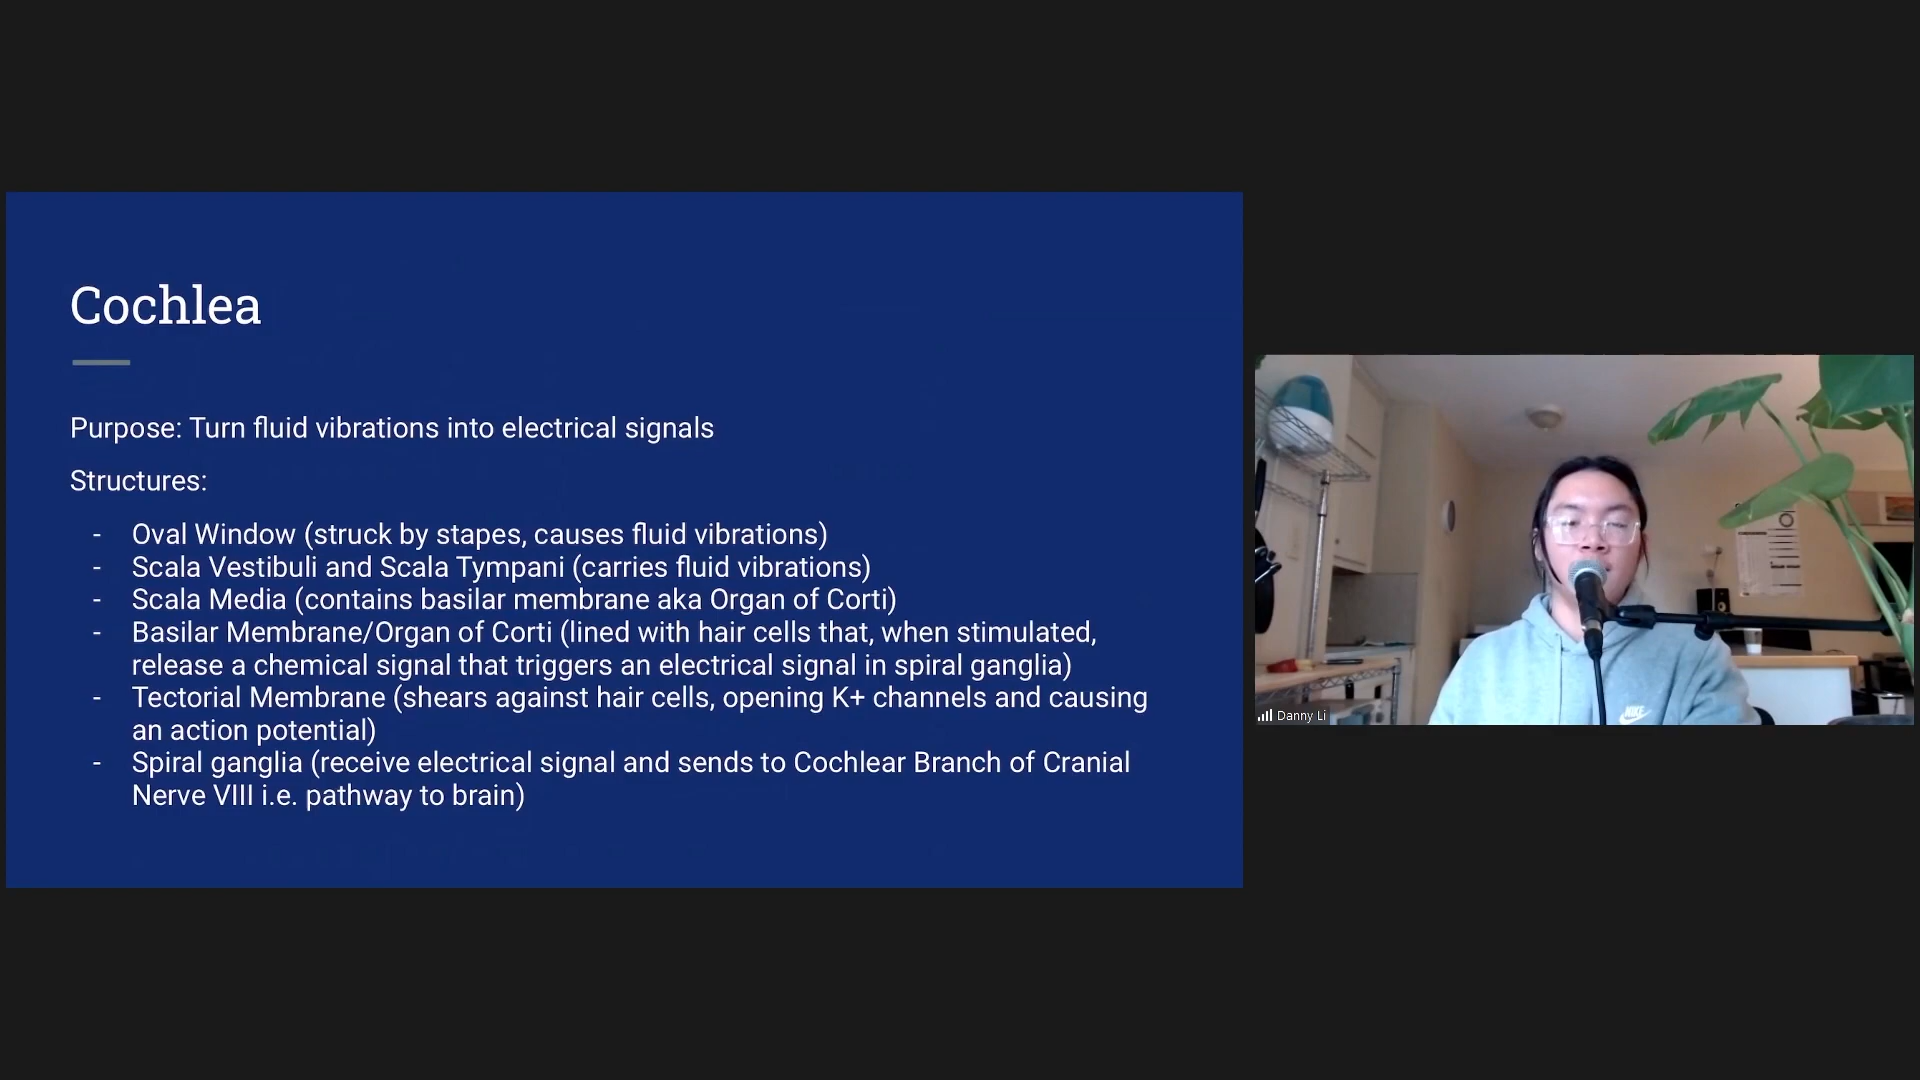 Cochlea
Purpose: Turn fluid vibrations into electrical signals
Structures:
- Oval Window (struck by stapes, causes fluid vibrations)
- Scala Vestibuli and Scala Tympani (carries fluid vibrations)
- Scala Media (contains basilar membrane aka Organ of Corti)
- Basilar Membrane/Organ of Corti (lined with hair cells that, when stimulated,
release a chemical signal that triggers an electrical signal in spiral ganglia)
- Tectorial Membrane (shears against hair cells, opening K+ channels and causing
an action potential)
- Spiral ganglia (receive electrical signal and sends to Cochlear Branch of Cranial
Nerve VIII i.e. pathway to brain)
NIKE
Danny Li